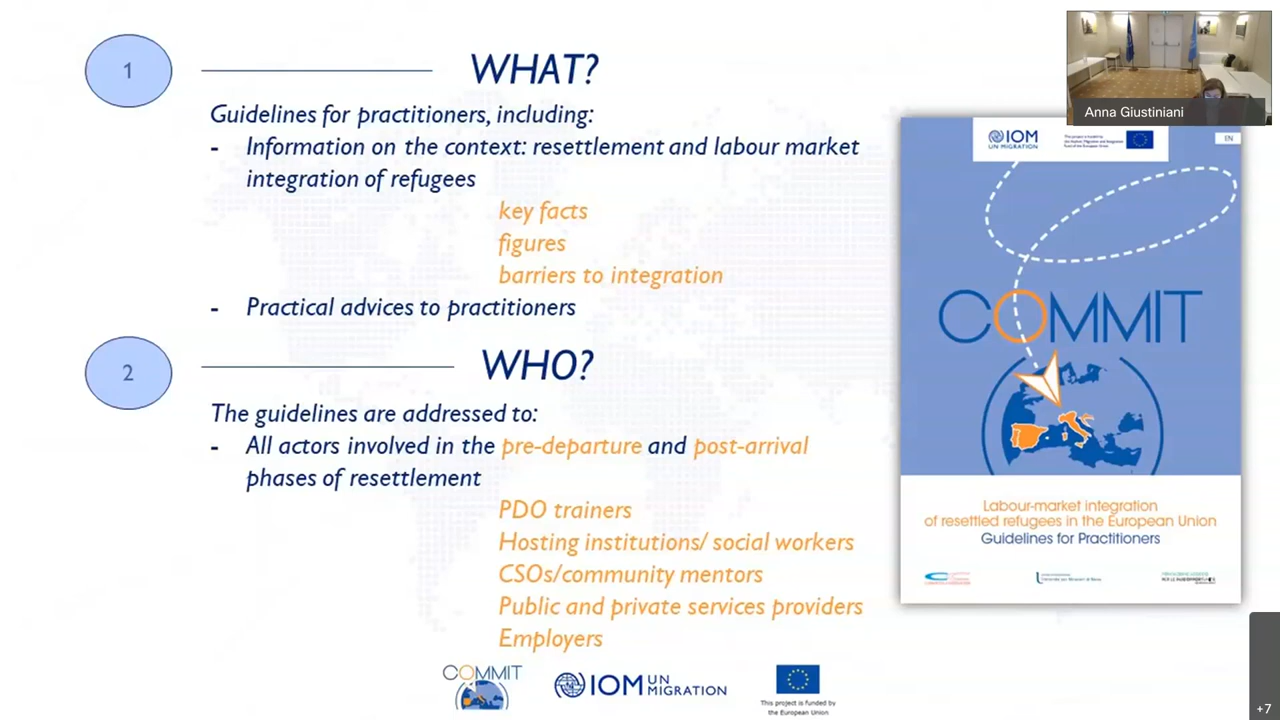 1
WHAT?
Guidelines for practitioners, including:
- Information on the context: resettlement and labour market
integration of refugees
key facts
figures
barriers to integration
- Practical advices to practitioners
2
WHO?
The guidelines are addressed to:
- All actors involved in the pre-departure and post-arrival
phases of resettlement
PDO trainers
Hosting institutions/ social workers
CSOs/community mentors
Public and private services providers
Employers
COMMIT
IOM UN MIGRATION
This project is funded by
the European Union
Anna Giustiniani
IOM
UN MIGRATION
EN
COMMIT
Labour-market integration
of resettled refugees in the European Union
Guidelines for Practitioners
+7